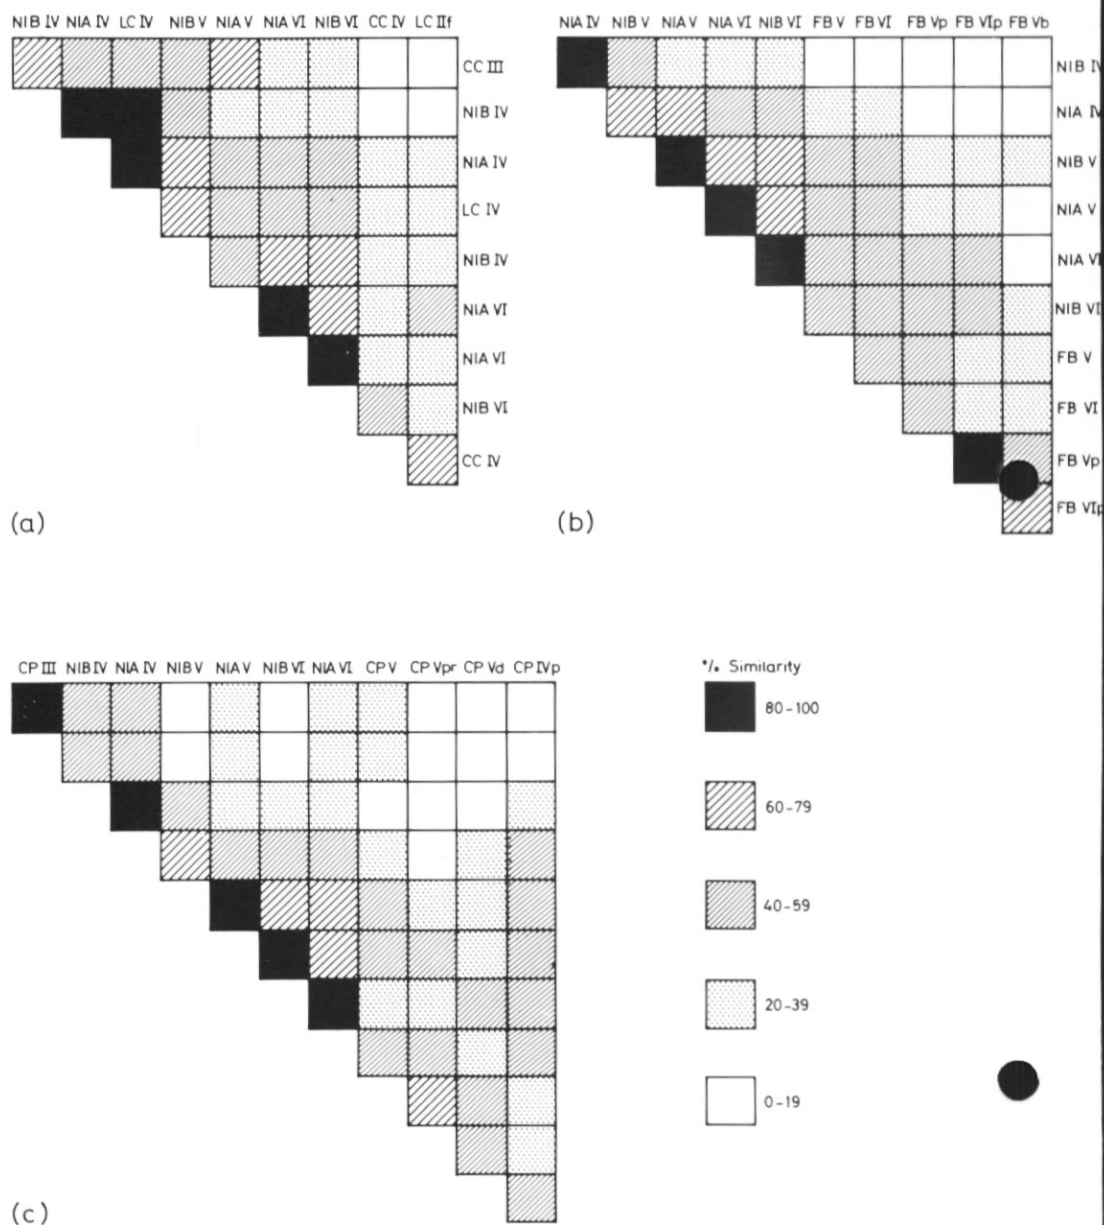 NIB IV NIA IV LC IV NIB V NIA V NIA VI NIB VI CC IV LC IIf
CC III
NIB IV
NIA IV
LC IV
NIB IV
NIA VI
NIA VI
NIB VI
CC IV
(a)
NIA IV NIB V NIA V NIA VI NIB VI FB V FB VI FB Vp FB VIp FB Vb
NIB IV
NIA IV
NIB V
NIA V
NIA VI
NIB VI
FB V
FB VI
FB Vp
FB VIp
(b)
CP III NIB IV NIA IV NIB V NIA V NIB VI NIA VI CP V CP Vpr CP Vd CP IVp
(c)
% Similarity
80-100
60-79
40-59
20-39
0-19